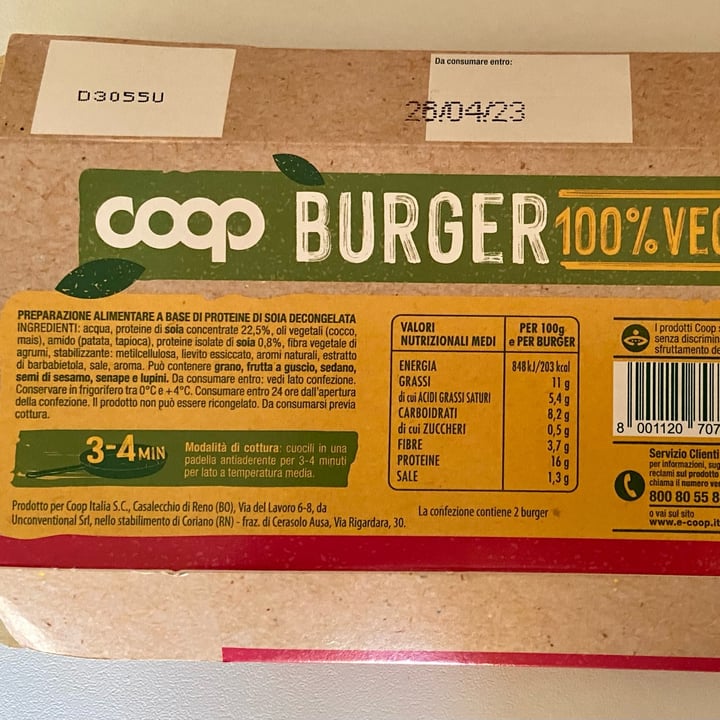 D3055U
Da consumare entro:
26/04/23
coop BURGER 100% VEG
PREPARAZIONE ALIMENTARE A BASE DI PROTEINE DI SOIA DECONGELATA
INGREDIENTI: acqua, proteine di soia concentrate 22,5%, oli vegetali (cocco,
mais), amido (patata, tapioca), proteine isolate di soia 0,8%, fibra vegetale di
agrumi, stabilizzante: metilcellulosa, lievito essiccato, aromi naturali, estratto
di barbabietola, sale, aroma. Può contenere grano, frutta a guscio, sedano,
semi di sesamo, senape e lupini. Da consumare entro: vedi lato confezione.
Conservare in frigorifero tra 0°C e +4°C. Consumare entro 24 ore dall'apertura
della confezione. Il prodotto non può essere ricongelato. Da consumarsi previa
cottura.
3-4 MIN
Modalità di cottura: cuocili in una
padella antiaderente per 3-4 minuti
per lato a temperatura media.
Prodotto per Coop Italia S.C., Casalecchio di Reno (BO), Via del Lavoro 6-8, da
Unconventional Srl, nello stabilimento di Coriano (RN) - fraz. di Cerasolo Ausa, Via Rigardara, 30.
VALORI NUTRIZIONALI MEDI PER 100g e PER BURGER
ENERGIA 848 kJ/203 kcal
GRASSI 11 g
di cui ACIDI GRASSI SATURI 5,4 g
CARBOIDRATI 8,2 g
di cui ZUCCHERI 0,5 g
FIBRE 3,7 g
PROTEINE 16 g
SALE 1,3 g
La confezione contiene 2 burger
I prodotti Coop
senza discrimin
sfruttamento de
8 001120 707
Servizio Clienti
per informazioni, sug
reclami sul prodotto
chiama il numero ver
800 80 55 8
o vai sul sito
www.e-coop.it